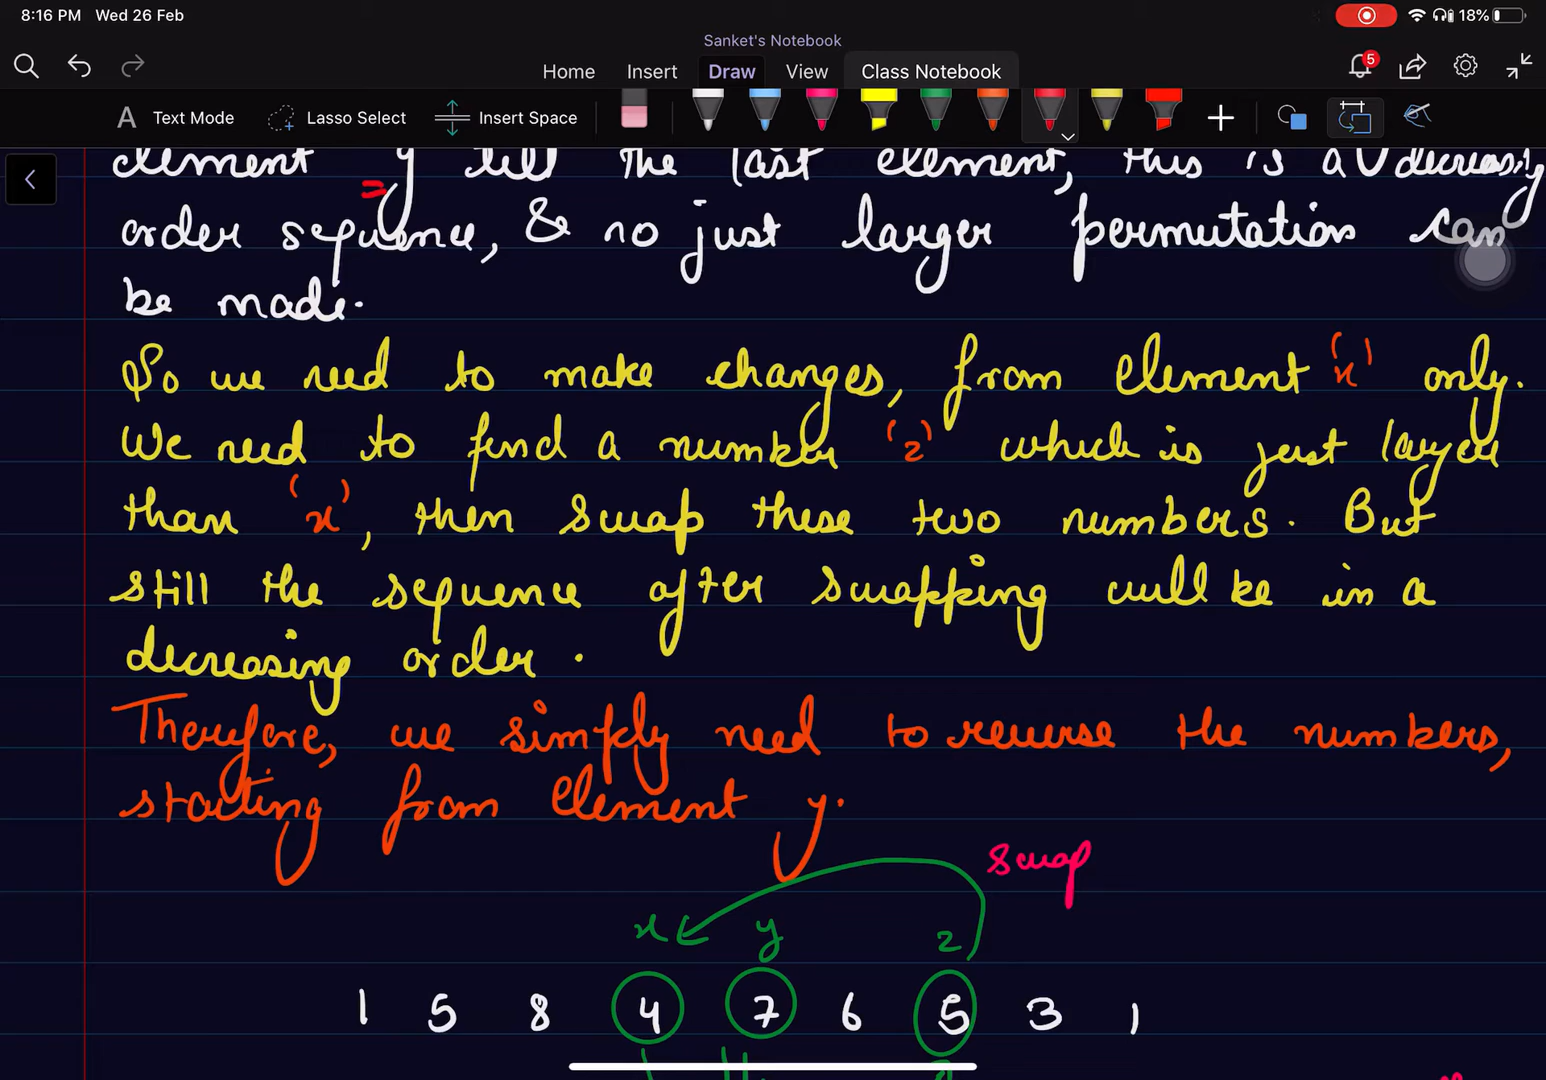 8:16 PM Wed 26 Feb
18%
Sanket's Notebook
5
Home Insert Draw View Class Notebook
A Text Mode Lasso Select Insert Space
element y till the last element, this is a decreasing
order sequence, & no just larger permutation can
be made.
So we need to make changes, from element 'x' only.
We need to find a number 'z' which is just larger
than 'x', then swap these two numbers. But
still the sequence after swapping will be in a
decreasing order.
Therefore, we simply need to reverse the numbers,
starting from element y.
swap
x y z
1 5 8 4 7 6 5 3 1